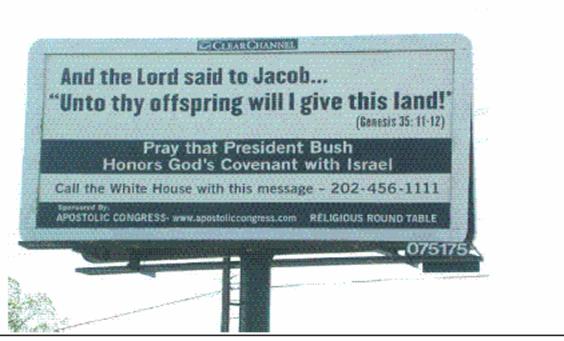 CLEARCHANNEL
And the Lord said to Jacob...
"Unto thy offspring will I give this land!"
(Genesis 35: 11-12)
Pray that President Bush
Honors God's Covenant with Israel
Call the White House with this message - 202-456-1111
Sponsored By:
APOSTOLIC CONGRESS- www.apostoliccongress.com RELIGIOUS ROUND TABLE
075175